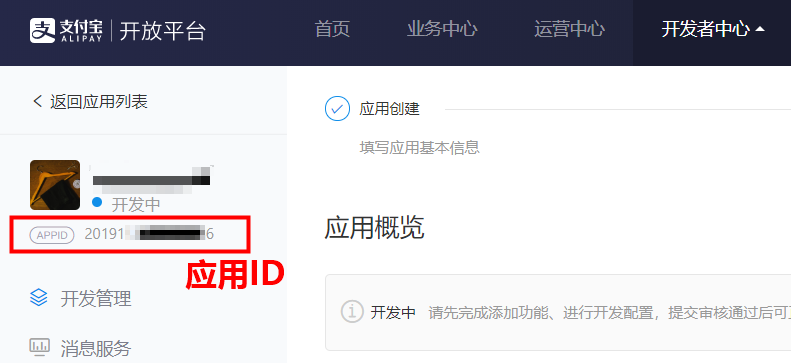 支付宝 ALIPAY 开放平台 首页 业务中心 运营中心 开发者中心
返回应用列表
应用创建
填写应用基本信息
开发中
APPID 20191 6
应用ID
应用概览
开发管理
开发中 请先完成添加功能、进行开发配置，提交审核通过后可
消息服务